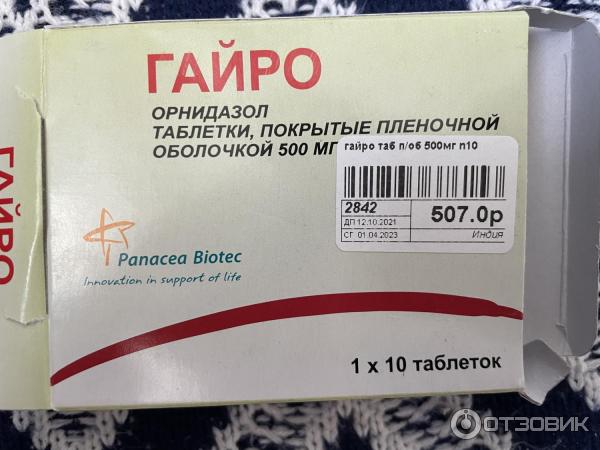 ГАЙРО
ОРНИДАЗОЛ
ТАБЛЕТКИ, ПОКРЫТЫЕ ПЛЕНОЧНОЙ
ОБОЛОЧКОЙ 500 МГ
гайро таб п/об 500мг n10
2842
507.0р
ДП 12.10.2021
СГ 01.04.2023
Индия
Panacea Biotec
Innovation in support of life
1 x 10 таблеток
ГАЙРО
ОТЗОВИК